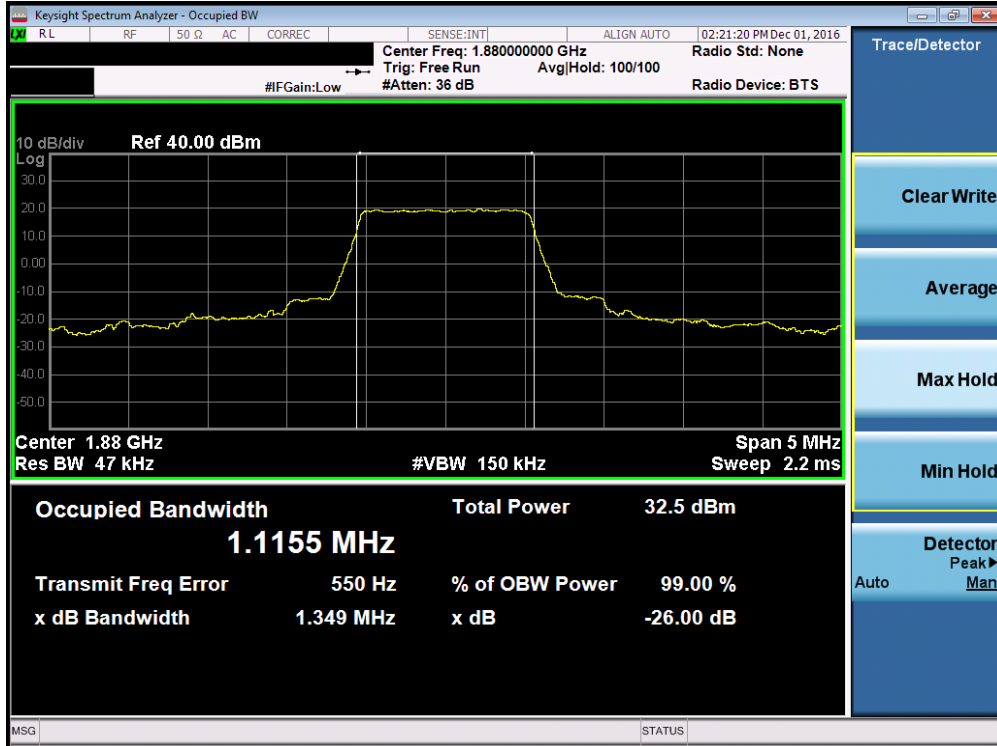 Keysight Spectrum Analyzer - Occupied BW
LXI RL RF 50 Ω AC CORREC SENSE:INT ALIGN AUTO 02:21:20 PM Dec 01, 2016
Center Freq: 1.880000000 GHz Radio Std: None
Trig: Free Run Avg|Hold: 100/100
#IFGain:Low #Atten: 36 dB Radio Device: BTS
10 dB/div Ref 40.00 dBm
Log
30.0
20.0
10.0
0.00
-10.0
-20.0
-30.0
-40.0
-50.0
Center 1.88 GHz Span 5 MHz
Res BW 47 kHz #VBW 150 kHz Sweep 2.2 ms
Occupied Bandwidth Total Power 32.5 dBm
1.1155 MHz
Transmit Freq Error 550 Hz % of OBW Power 99.00 %
x dB Bandwidth 1.349 MHz x dB -26.00 dB
MSG STATUS
Trace/Detector
Clear Write
Average
Max Hold
Min Hold
Detector
Peak▶
Auto Man